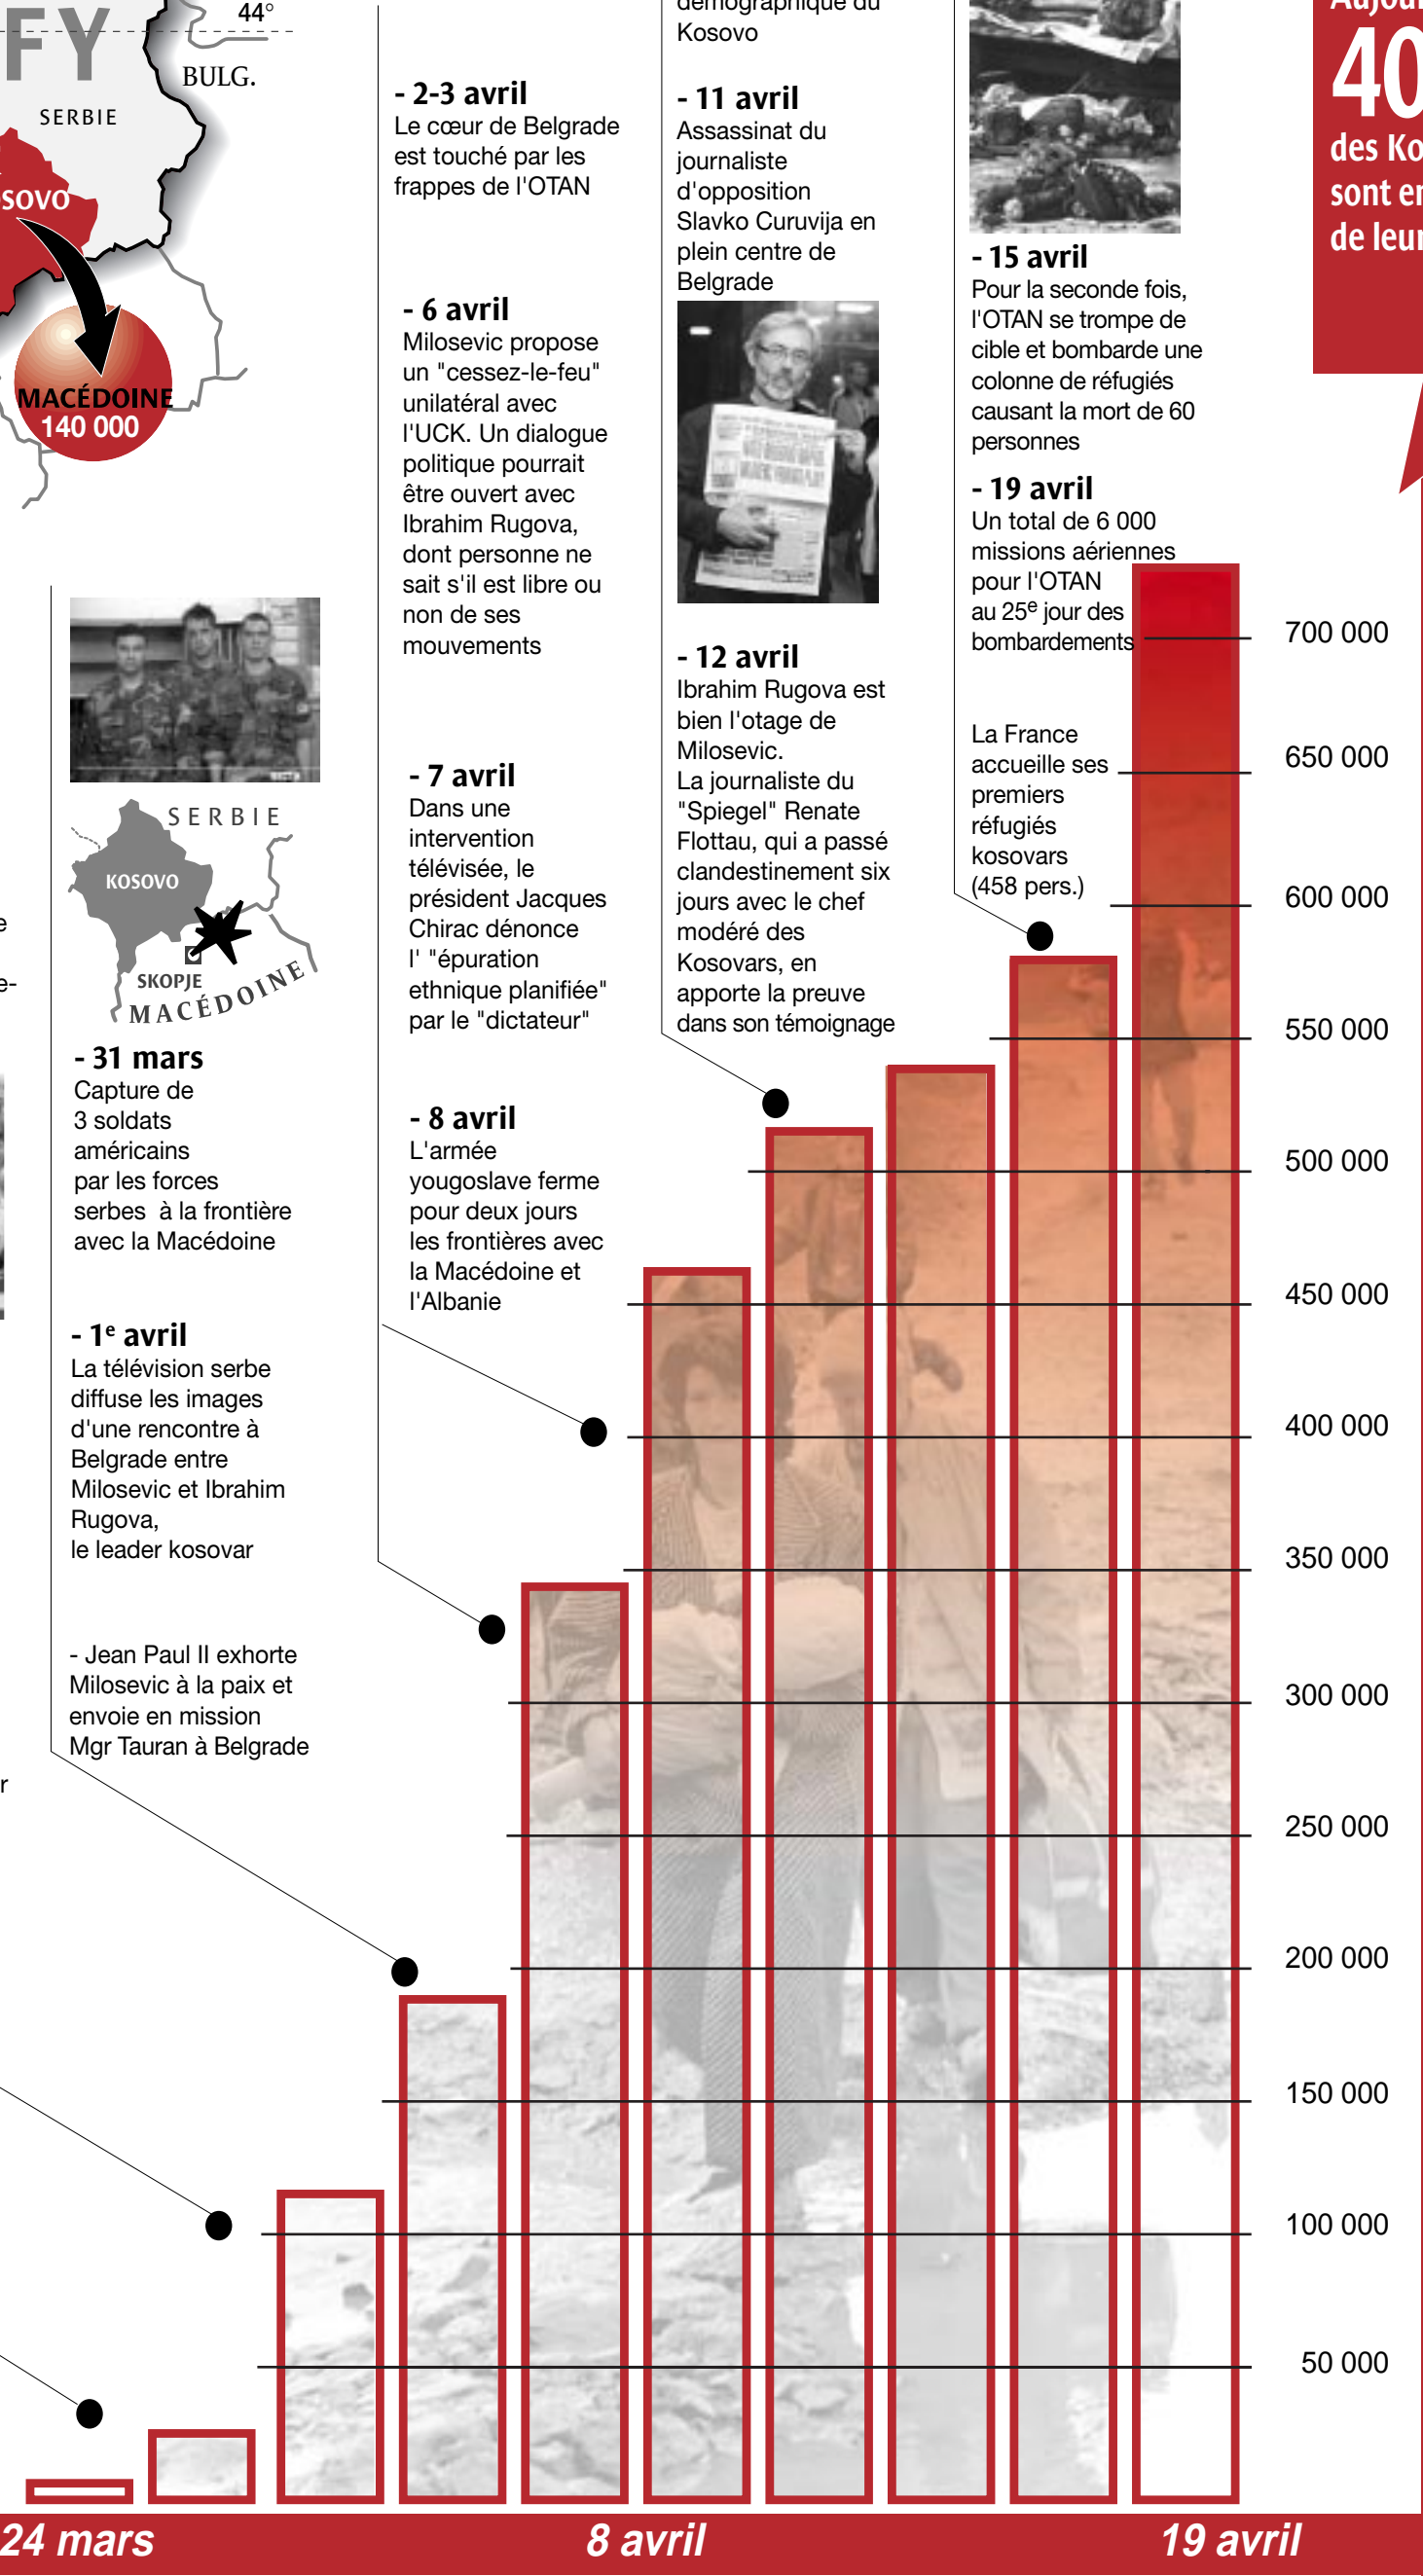 44°
FY
BULG.
SERBIE
SOVO
MACÉDOINE
140 000
SERBIE
KOSOVO
SKOPJE
MACÉDOINE
- 31 mars
Capture de
3 soldats
américains
par les forces
serbes à la frontière
avec la Macédoine
- 1e avril
La télévision serbe
diffuse les images
d'une rencontre à
Belgrade entre
Milosevic et Ibrahim
Rugova,
le leader kosovar
- Jean Paul II exhorte
Milosevic à la paix et
envoie en mission
Mgr Tauran à Belgrade
- 2-3 avril
Le cœur de Belgrade
est touché par les
frappes de l'OTAN
- 6 avril
Milosevic propose
un "cessez-le-feu"
unilatéral avec
l'UCK. Un dialogue
politique pourrait
être ouvert avec
Ibrahim Rugova,
dont personne ne
sait s'il est libre ou
non de ses
mouvements
- 7 avril
Dans une
intervention
télévisée, le
président Jacques
Chirac dénonce
l' "épuration
ethnique planifiée"
par le "dictateur"
- 8 avril
L'armée
yougoslave ferme
pour deux jours
les frontières avec
la Macédoine et
l'Albanie
démographique du
Kosovo
- 11 avril
Assassinat du
journaliste
d'opposition
Slavko Curuvija en
plein centre de
Belgrade
- 12 avril
Ibrahim Rugova est
bien l'otage de
Milosevic.
La journaliste du
"Spiegel" Renate
Flottau, qui a passé
clandestinement six
jours avec le chef
modéré des
Kosovars, en
apporte la preuve
dans son témoignage
- 15 avril
Pour la seconde fois,
l'OTAN se trompe de
cible et bombarde une
colonne de réfugiés
causant la mort de 60
personnes
- 19 avril
Un total de 6 000
missions aériennes
pour l'OTAN
au 25e jour des
bombardements
La France
accueille ses
premiers
réfugiés
kosovars
(458 pers.)
40
des Ko
sont en
de leur
700 000
650 000
600 000
550 000
500 000
450 000
400 000
350 000
300 000
250 000
200 000
150 000
100 000
50 000
24 mars
8 avril
19 avril